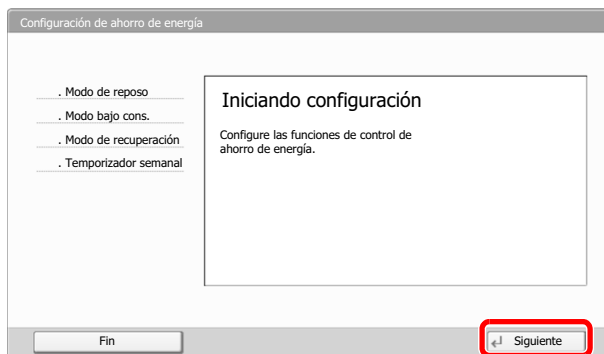 Configuración de ahorro de energía
. Modo de reposo
. Modo bajo cons.
. Modo de recuperación
. Temporizador semanal
Iniciando configuración
Configure las funciones de control de
ahorro de energía.
Fin
Siguiente